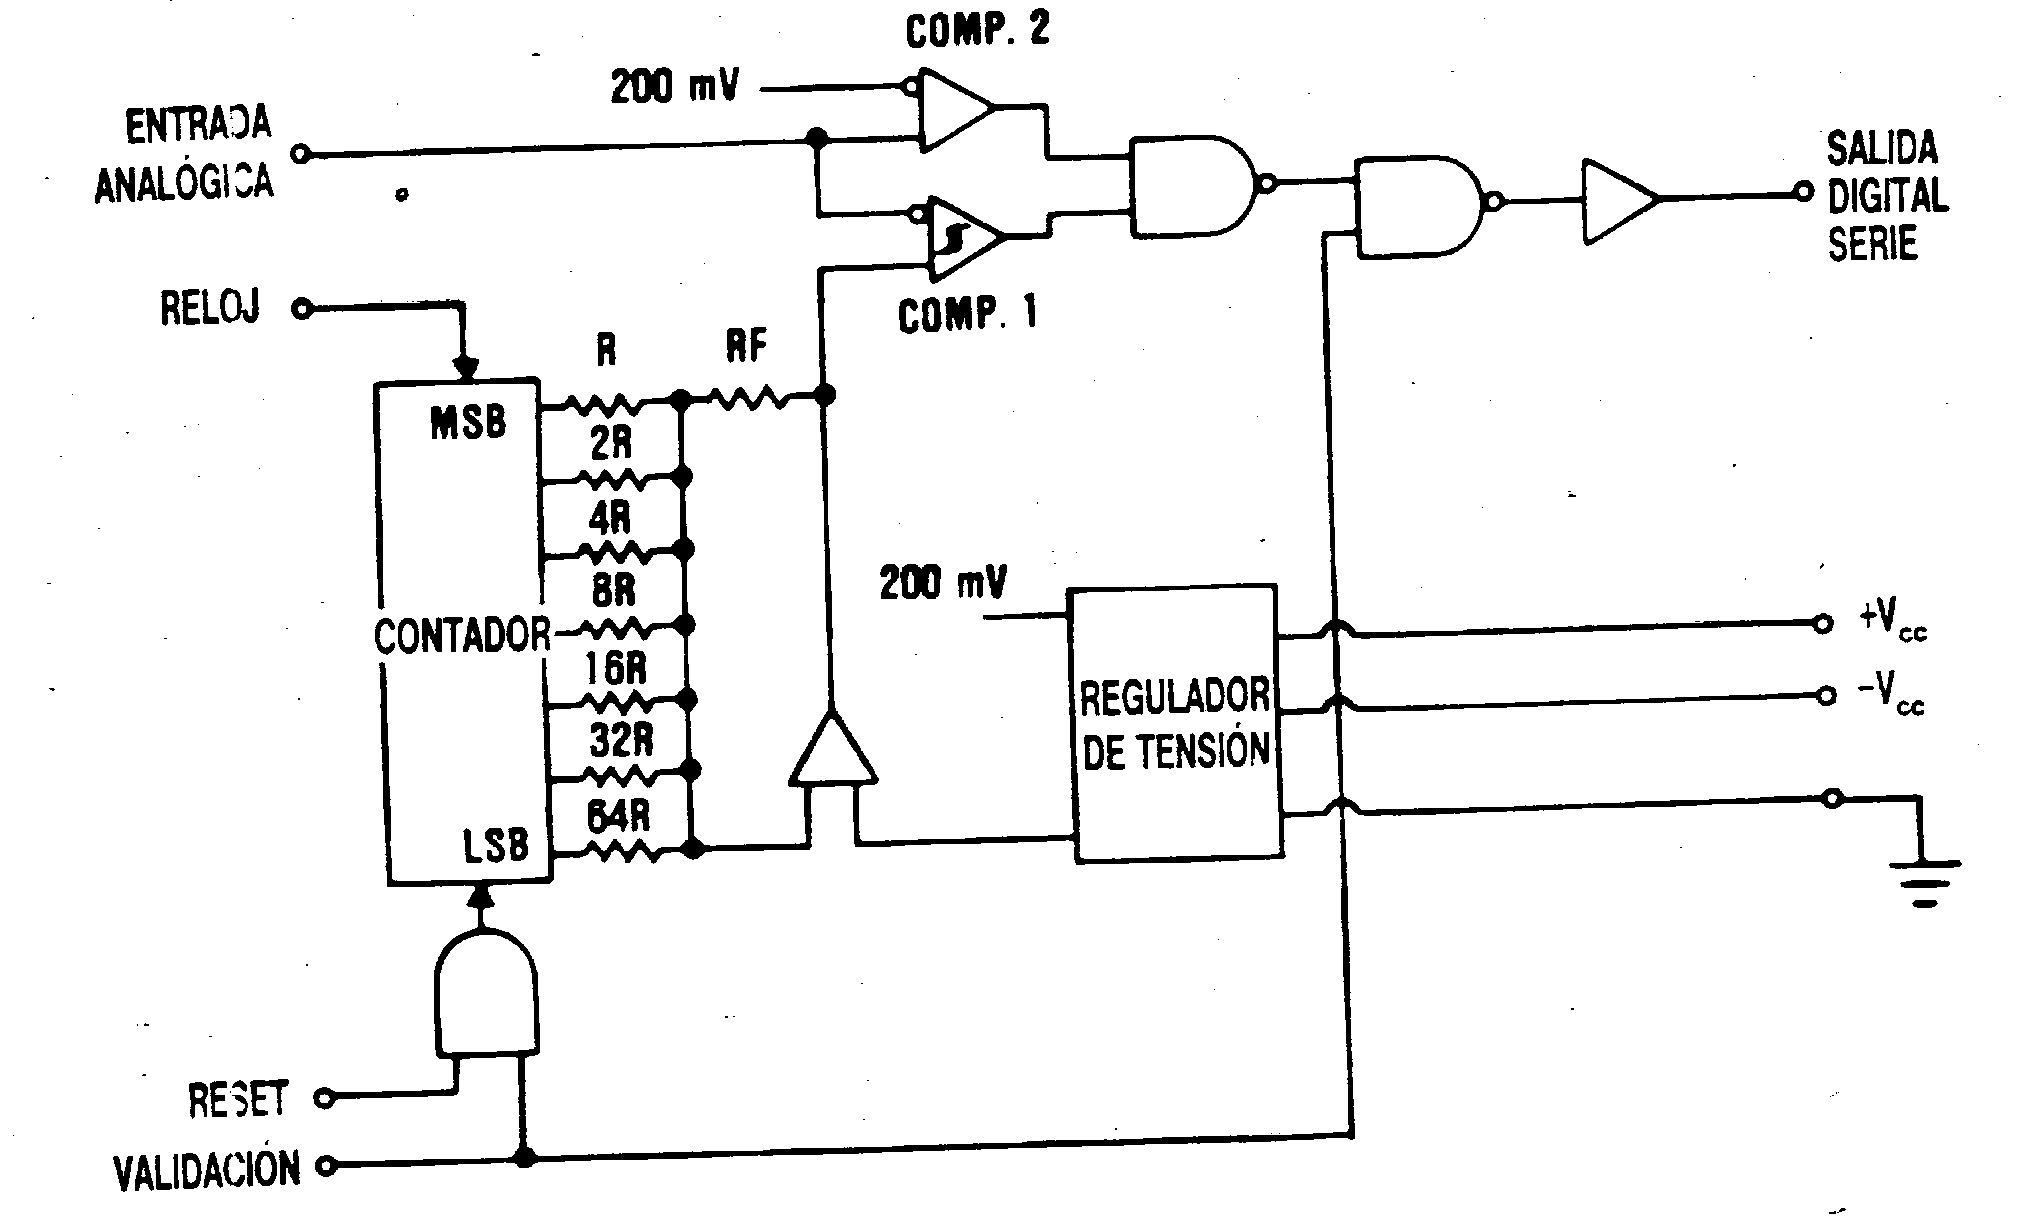 COMP. 2
200 mV
ENTRADA
ANALÓGICA
SALIDA
DIGITAL
SERIE
RELOJ
COMP. 1
R
RF
MSB
2R
4R
8R
CONTADOR
16R
32R
64R
LSB
200 mV
REGULADOR
DE TENSIÓN
+Vcc
-Vcc
RESET
VALIDACIÓN